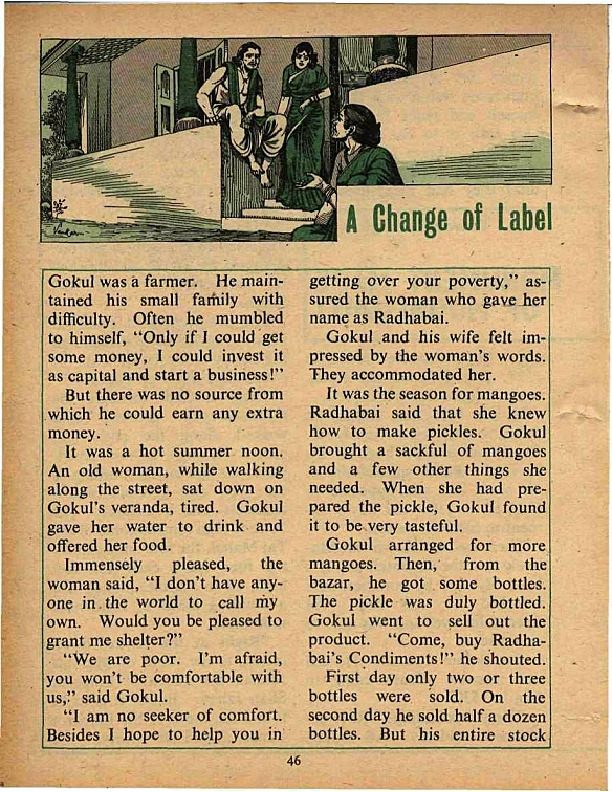 A Change of Label
Gokul was a farmer. He main-
tained his small family with
difficulty. Often he mumbled
to himself, "Only if I could get
some money, I could invest it
as capital and start a business!"
But there was no source from
which he could earn any extra
money.
It was a hot summer noon.
An old woman, while walking
along the street, sat down on
Gokul's veranda, tired. Gokul
gave her water to drink and
offered her food.
Immensely pleased, the
woman said, "I don't have any-
one in the world to call my
own. Would you be pleased to
grant me shelter?"
"We are poor. I'm afraid,
you won't be comfortable with
us," said Gokul.
"I am no seeker of comfort.
Besides I hope to help you in
getting over your poverty," as-
sured the woman who gave her
name as Radhabai.
Gokul and his wife felt im-
pressed by the woman's words.
They accommodated her.
It was the season for mangoes.
Radhabai said that she knew
how to make pickles. Gokul
brought a sackful of mangoes
and a few other things she
needed. When she had pre-
pared the pickle, Gokul found
it to be very tasteful.
Gokul arranged for more
mangoes. Then, from the
bazar, he got some bottles.
The pickle was duly bottled.
Gokul went to sell out the
product. "Come, buy Radha-
bai's Condiments!" he shouted.
First day only two or three
bottles were sold. On the
second day he sold half a dozen
bottles. But his entire stock
46